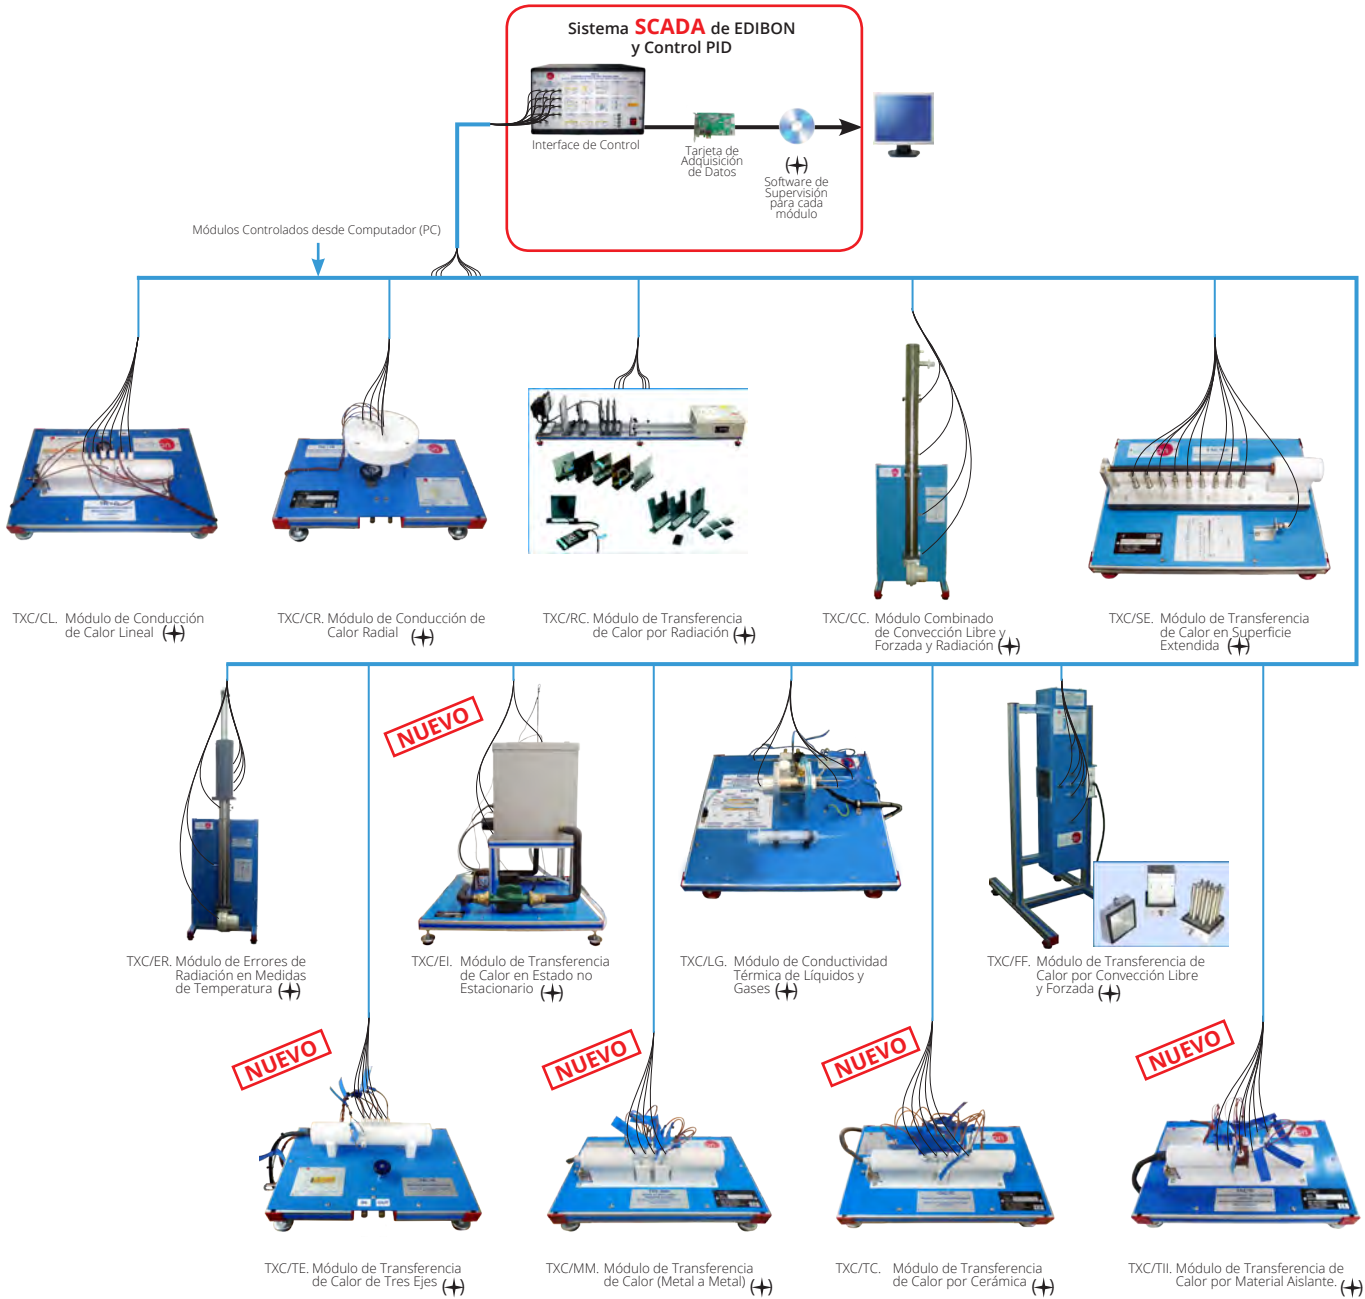 Sistema SCADA de EDIBON
y Control PID
Interface de Control
Tarjeta de
Adquisición
de Datos
Software de
Supervisión
para cada
módulo
Módulos Controlados desde Computador (PC)
TXC/CL. Módulo de Conducción
de Calor Lineal
TXC/CR. Módulo de Conducción de
Calor Radial
TXC/RC. Módulo de Transferencia
de Calor por Radiación
TXC/CC. Módulo Combinado
de Convección Libre y
Forzada y Radiación
TXC/SE. Módulo de Transferencia
de Calor en Superficie
Extendida
NUEVO
TXC/ER. Módulo de Errores de
Radiación en Medidas
de Temperatura
TXC/EI. Módulo de Transferencia
de Calor en Estado no
Estacionario
TXC/LG. Módulo de Conductividad
Térmica de Líquidos y
Gases
TXC/FF. Módulo de Transferencia de
Calor por Convección Libre
y Forzada
NUEVO
NUEVO
NUEVO
NUEVO
TXC/TE. Módulo de Transferencia
de Calor de Tres Ejes
TXC/MM. Módulo de Transferencia
de Calor (Metal a Metal)
TXC/TC. Módulo de Transferencia
de Calor por Cerámica
TXC/TII. Módulo de Transferencia de
Calor por Material Aislante.